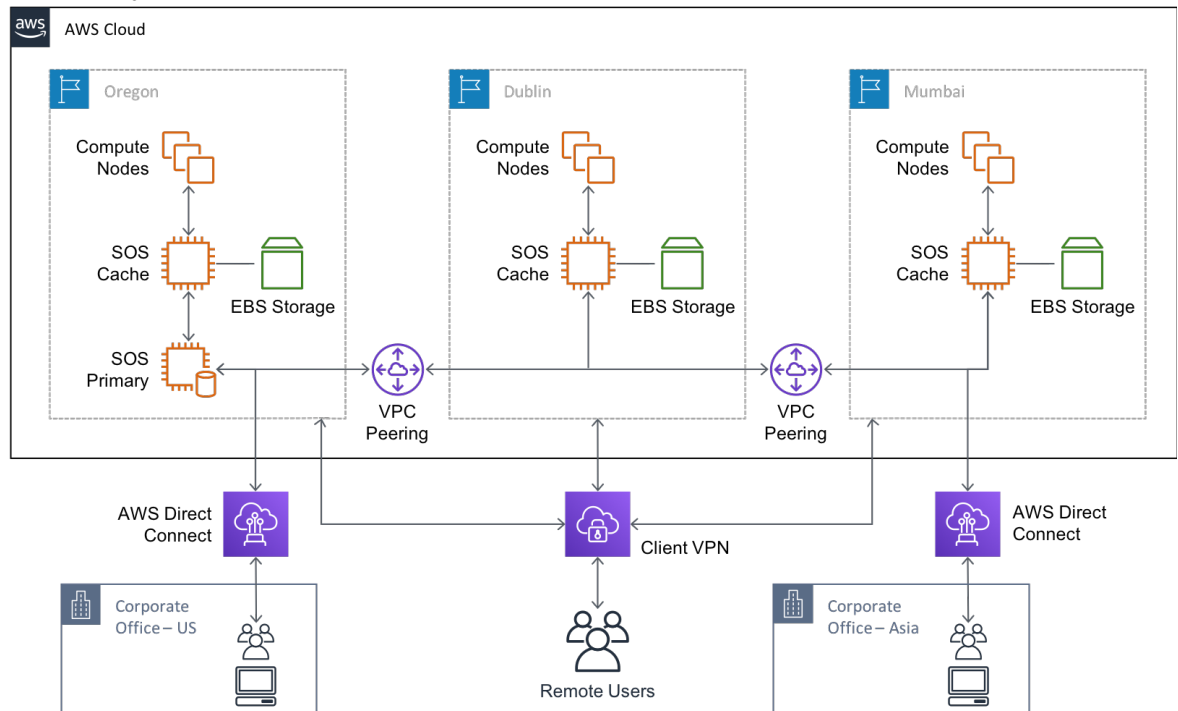 aws
AWS Cloud
Oregon
Dublin
Mumbai
Compute
Nodes
Compute
Nodes
Compute
Nodes
SOS
Cache
EBS Storage
SOS
Cache
EBS Storage
SOS
Cache
EBS Storage
SOS
Primary
VPC
Peering
VPC
Peering
AWS Direct
Connect
Client VPN
AWS Direct
Connect
Corporate
Office – US
Remote Users
Corporate
Office – Asia